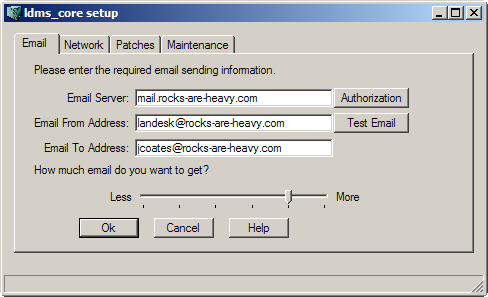 ldms_core setup
Email Network Patches Maintenance
Please enter the required email sending information.
Email Server: mail.rocks-are-heavy.com Authorization
Email From Address: landesk@rocks-are-heavy.com Test Email
Email To Address: jcoates@rocks-are-heavy.com
How much email do you want to get?
Less More
Ok Cancel Help